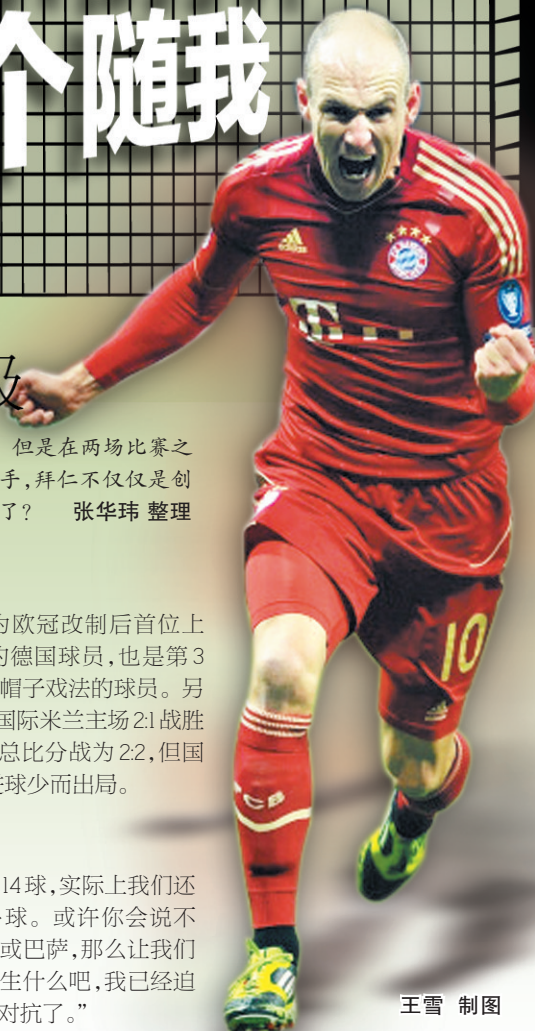 个随我
及
但是在两场比赛之
手，拜仁不仅仅是创
了？ 张华玮 整理
为欧冠改制后首位上
的德国球员，也是第3
帽子戏法的球员。另
国际米兰主场2:1战胜
总比分战为2:2，但国
进球少而出局。
14球，实际上我们还
球。或许你会说不
或巴萨，那么让我们
生什么吧，我已经迫
对抗了。”
adidas
T
10
FCB
王雪 制图